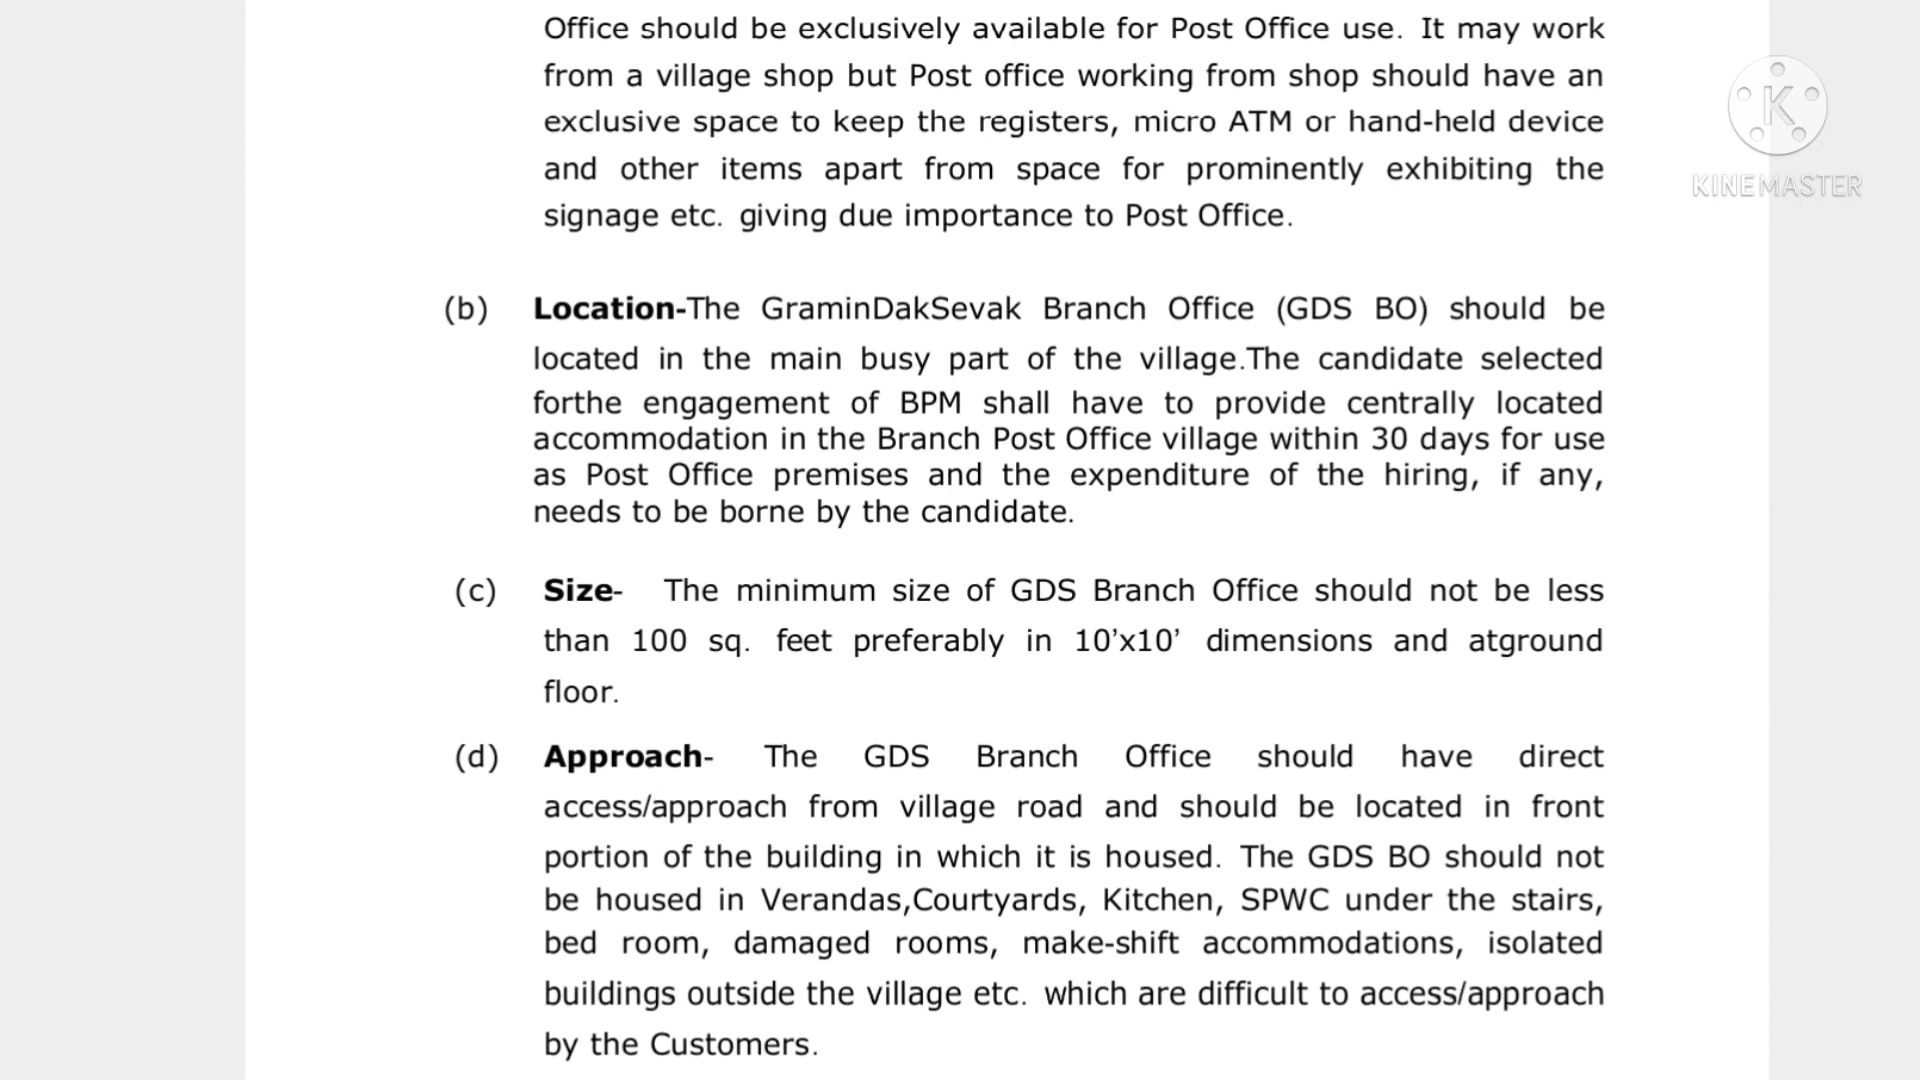 Office should be exclusively available for Post Office use. It may work
from a village shop but Post office working from shop should have an
exclusive space to keep the registers, micro ATM or hand-held device
and other items apart from space for prominently exhibiting the
signage etc. giving due importance to Post Office.
(b) Location-The GraminDakSevak Branch Office (GDS BO) should be
located in the main busy part of the village.The candidate selected
forthe engagement of BPM shall have to provide centrally located
accommodation in the Branch Post Office village within 30 days for use
as Post Office premises and the expenditure of the hiring, if any,
needs to be borne by the candidate.
(c) Size- The minimum size of GDS Branch Office should not be less
than 100 sq. feet preferably in 10’x10’ dimensions and atground
floor.
(d) Approach- The GDS Branch Office should have direct
access/approach from village road and should be located in front
portion of the building in which it is housed. The GDS BO should not
be housed in Verandas,Courtyards, Kitchen, SPWC under the stairs,
bed room, damaged rooms, make-shift accommodations, isolated
buildings outside the village etc. which are difficult to access/approach
by the Customers.
K
KINEMASTER